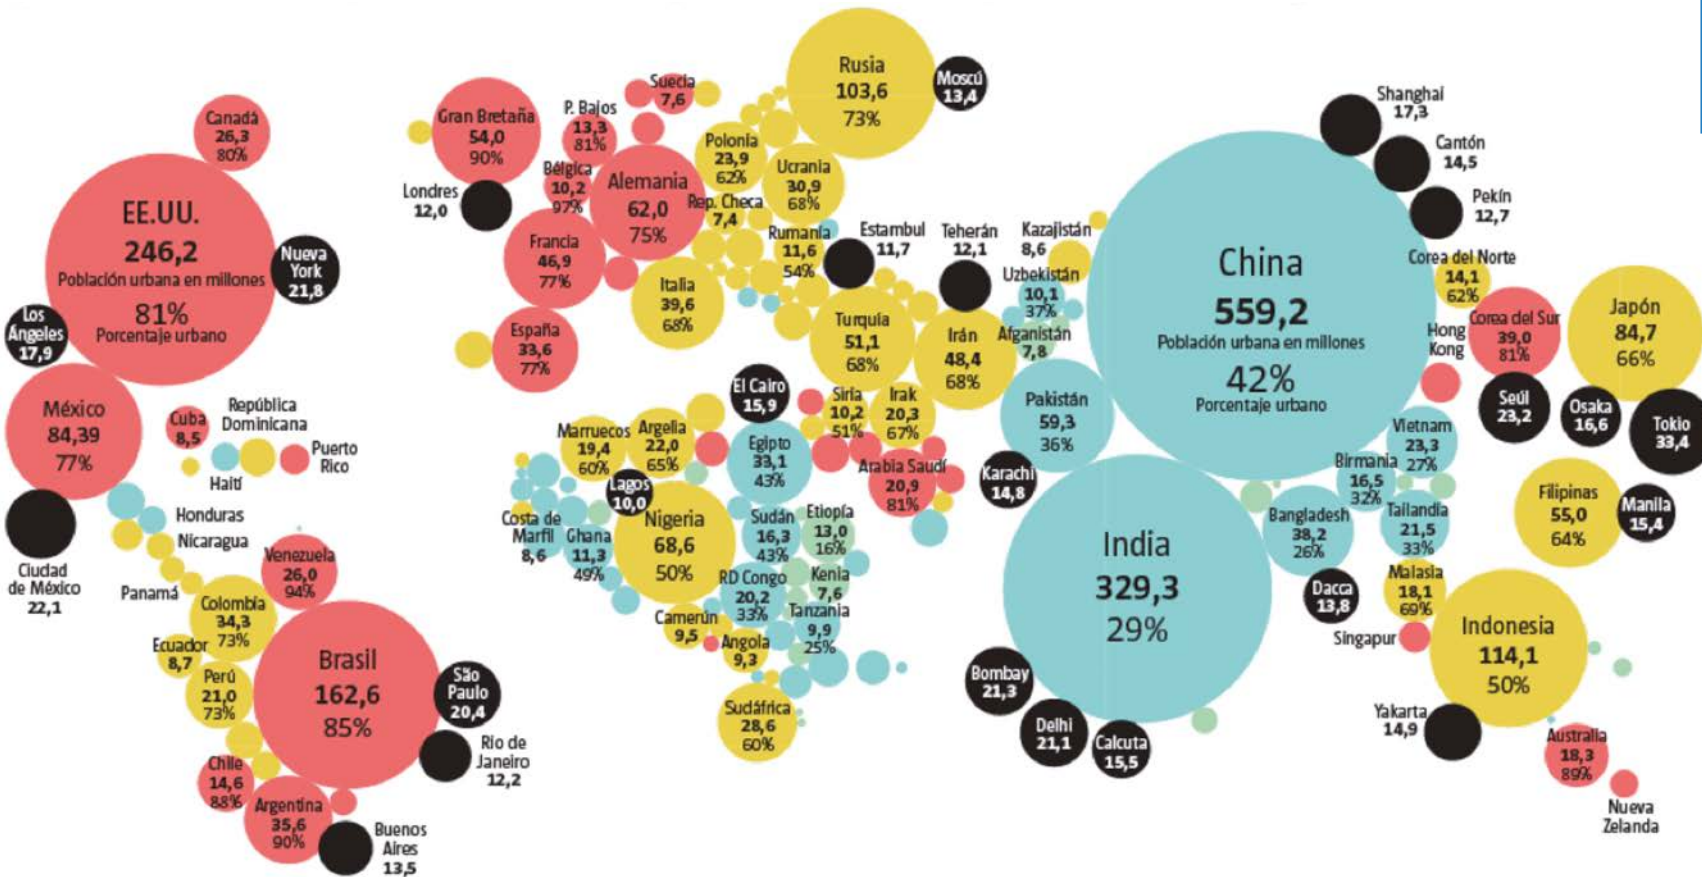 Canadá
26,3
80%
EE.UU.
246,2
Población urbana en millones
81%
Porcentaje urbano
Nueva
York
21,8
Los
Ángeles
17,9
México
84,39
77%
Ciudad
de México
22,1
Cuba
8,5
República
Dominicana
Puerto
Rico
Haití
Honduras
Nicaragua
Panamá
Venezuela
26,0
94%
Colombia
34,3
73%
Ecuador
8,7
Perú
21,0
73%
Brasil
162,6
85%
São
Paulo
20,4
Río de
Janeiro
12,2
Chile
14,6
88%
Argentina
35,6
90%
Buenos
Aires
13,5
Gran Bretaña
54,0
90%
Londres
12,0
P. Bajos
13,3
81%
Suecia
7,6
Bélgica
10,2
97%
Alemania
62,0
75%
Francia
46,9
77%
España
33,6
77%
Italia
39,6
68%
Polonia
23,9
62%
Rep. Checa
7,4
Ucrania
30,9
68%
Rumanía
11,6
54%
Rusia
103,6
73%
Moscú
13,4
Estambul
11,7
Teherán
12,1
Kazajistán
8,6
Uzbekistán
10,1
37%
Afganistán
7,8
Turquía
51,1
68%
Irán
48,4
68%
Siria
10,2
51%
Irak
20,3
67%
Arabia Saudí
20,9
81%
El Cairo
15,9
Egipto
33,1
43%
Marruecos
19,4
60%
Argelia
22,0
65%
Lagos
10,0
Nigeria
68,6
50%
Costa de
Marfil
8,6
Ghana
11,3
49%
Sudán
16,3
43%
Etiopía
13,0
16%
RD Congo
20,2
33%
Kenia
7,6
Tanzania
9,9
25%
Camerún
9,5
Angola
9,3
Sudáfrica
28,6
60%
Pakistán
59,3
36%
Karachi
14,8
China
559,2
Población urbana en millones
42%
Porcentaje urbano
Shanghai
17,3
Cantón
14,5
Pekín
12,7
Corea del Norte
14,1
62%
Hong
Kong
Corea del Sur
39,0
81%
Seúl
23,2
Japón
84,7
66%
Osaka
16,6
Tokio
33,4
India
329,3
29%
Bombay
21,3
Delhi
21,1
Calcuta
15,5
Bangladesh
38,2
26%
Dacca
13,8
Vietnam
23,3
27%
Birmania
16,5
32%
Tailandia
21,5
33%
Malasia
18,1
69%
Singapur
Filipinas
55,0
64%
Manila
15,4
Indonesia
114,1
50%
Yakarta
14,9
Australia
18,3
89%
Nueva
Zelanda